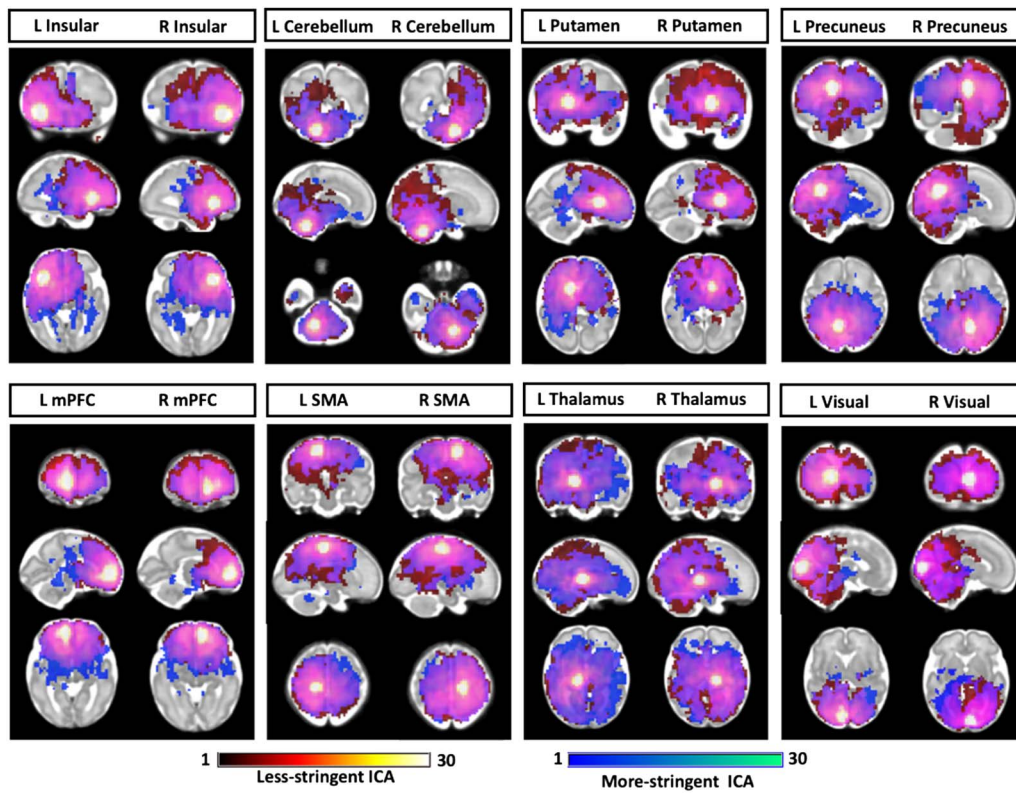 L Insular R Insular
L Cerebellum R Cerebellum
L Putamen R Putamen
L Precuneus R Precuneus
L mPFC R mPFC
L SMA R SMA
L Thalamus R Thalamus
L Visual R Visual
1 30
Less-stringent ICA
1 30
More-stringent ICA